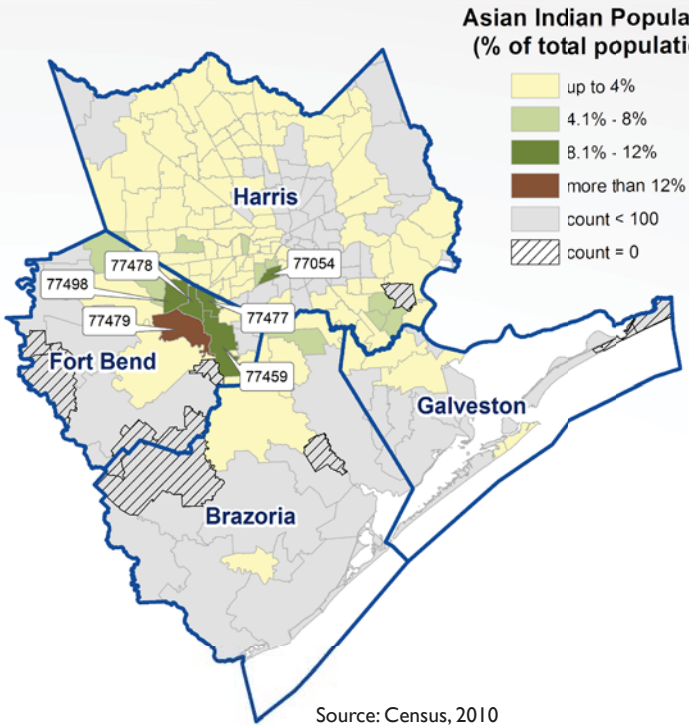 Asian Indian Popula
(% of total populati
up to 4%
4.1% - 8%
8.1% - 12%
more than 12%
count < 100
count = 0
Harris
77478
77054
77498
77479
77477
Fort Bend
77459
Galveston
Brazoria
Source: Census, 2010